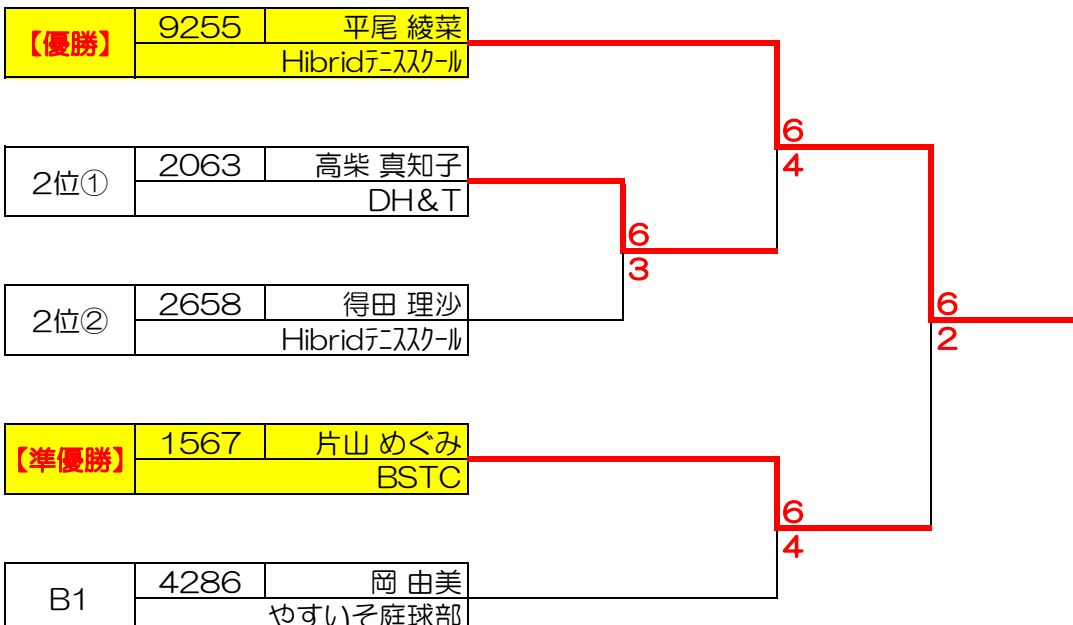 【優勝】 9255 平尾 綾菜
Hibridﾃﾆｽｽｸｰﾙ
6
4
2位① 2063 高柴 真知子
DH&T
6
3
2位② 2658 得田 理沙
Hibridﾃﾆｽｽｸｰﾙ
6
2
【準優勝】 1567 片山 めぐみ
BSTC
6
4
B1 4286 岡 由美
やすいそ庭球部